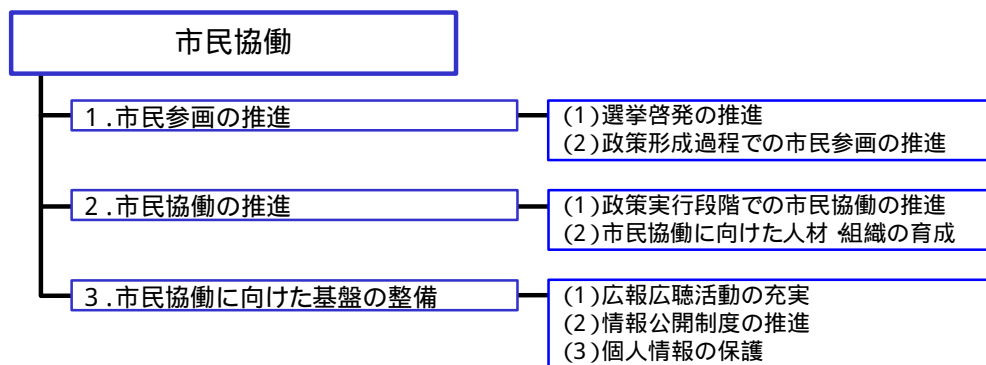 市民協働
1.市民参画の推進
(1)選挙啓発の推進
(2)政策形成過程での市民参画の推進
2.市民協働の推進
(1)政策実行段階での市民協働の推進
(2)市民協働に向けた人材・組織の育成
3.市民協働に向けた基盤の整備
(1)広報広聴活動の充実
(2)情報公開制度の推進
(3)個人情報の保護